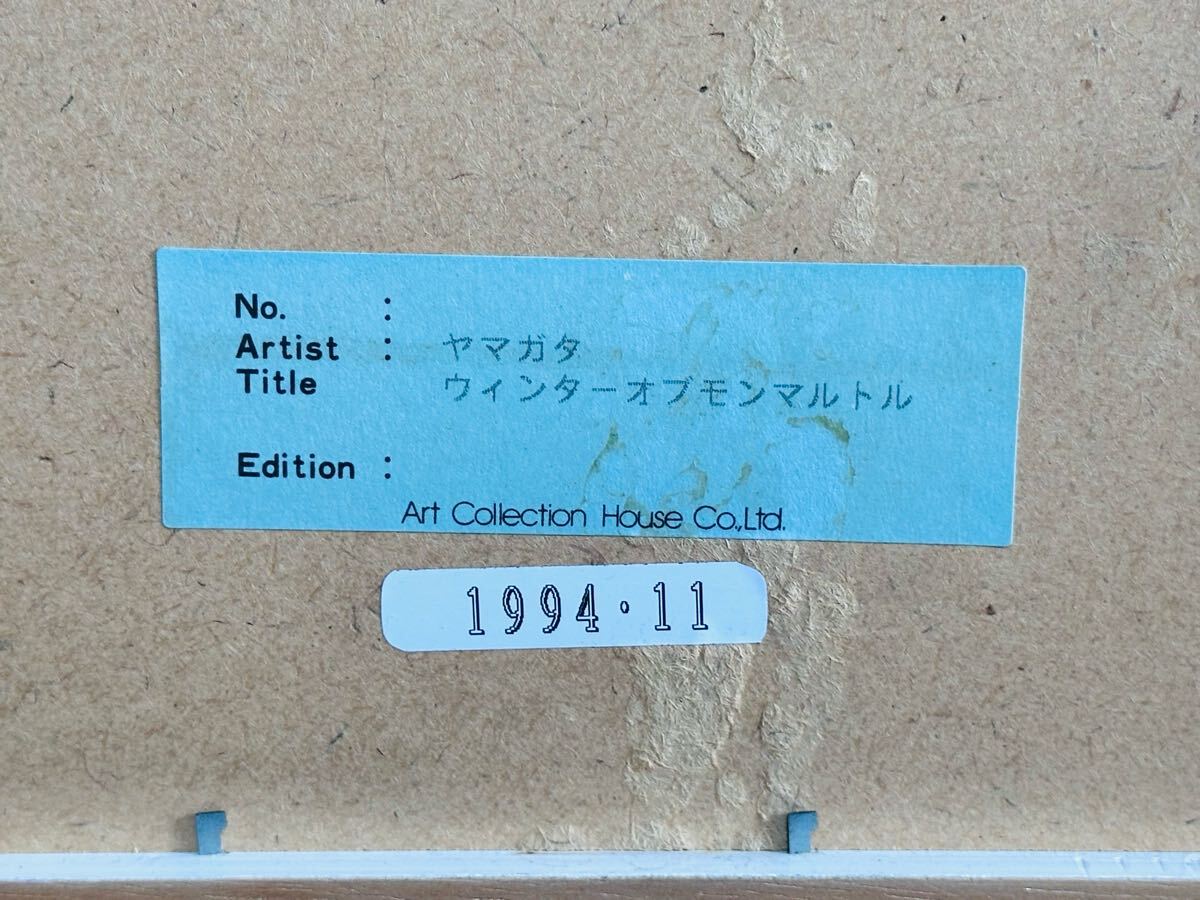 No. :
Artist : ヤマガタ
Title ウィンターオブモンマルトル
Edition :
Art Collection House Co.,Ltd.
1994・11